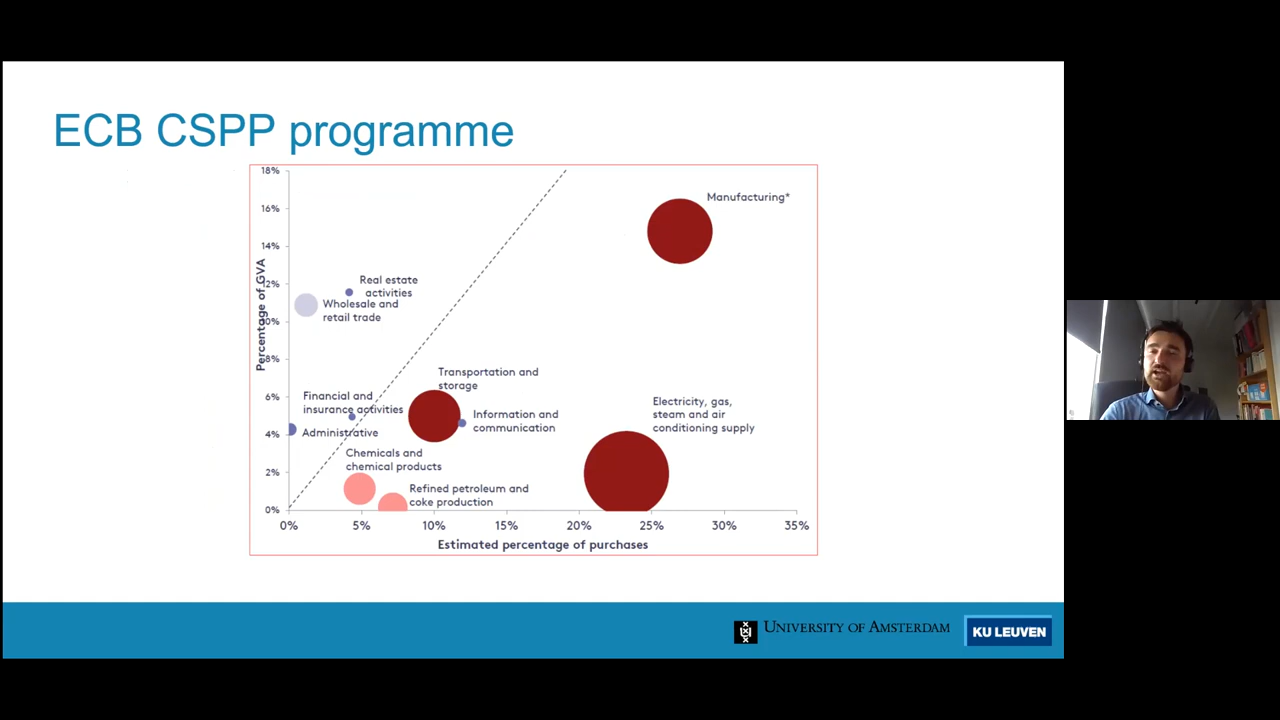 ECB CSPP programme
18%
16%
14%
12%
10%
8%
6%
4%
2%
0%
Percentage of GVA
Manufacturing*
Real estate
activities
Wholesale and
retail trade
Transportation and
storage
Financial and
insurance activities
Information and
communication
Electricity, gas,
steam and air
conditioning supply
Administrative
Chemicals and
chemical products
Refined petroleum and
coke production
0% 5% 10% 15% 20% 25% 30% 35%
Estimated percentage of purchases
UNIVERSITY OF AMSTERDAM
KU LEUVEN